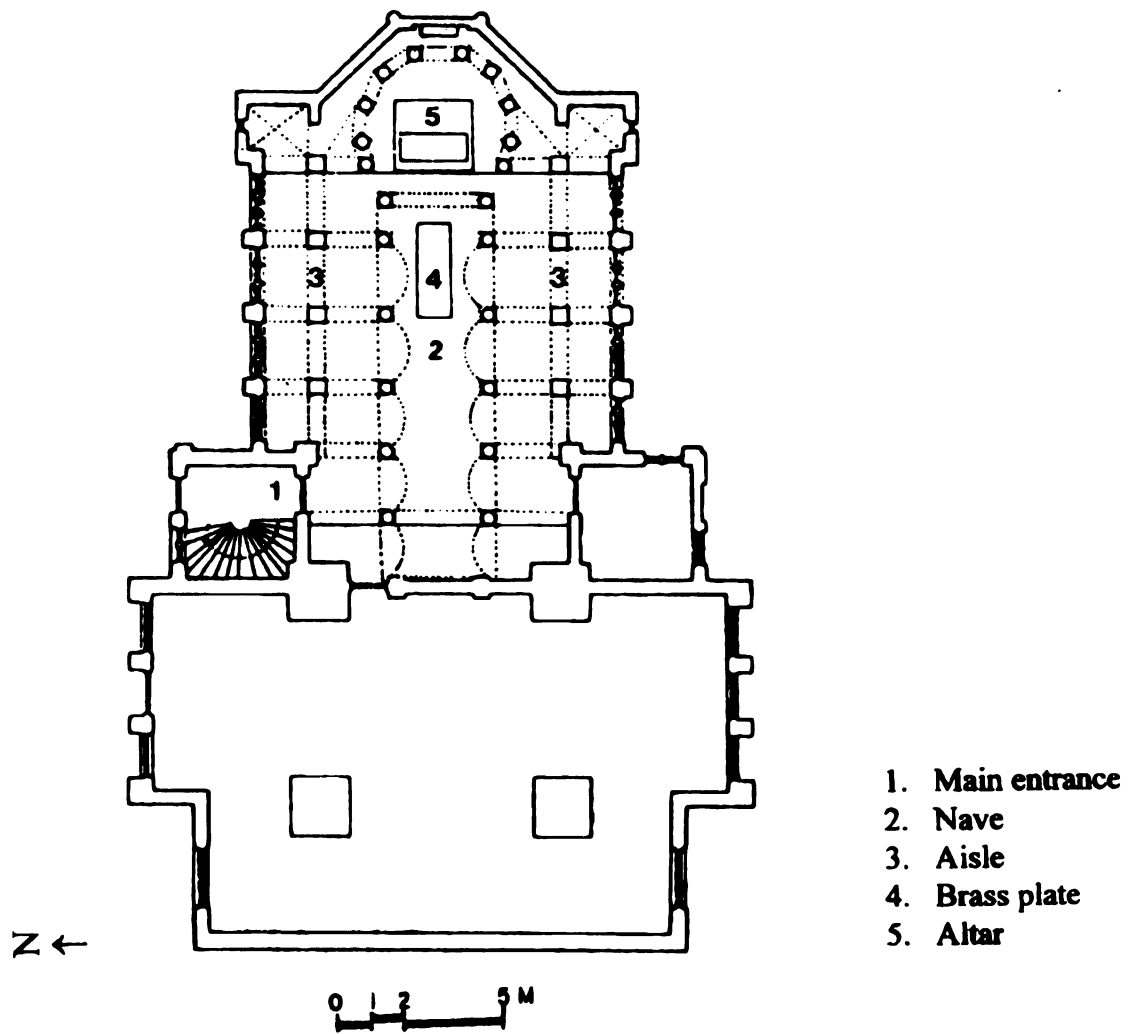 5
3
4
3
2
1
1. Main entrance
2. Nave
3. Aisle
4. Brass plate
5. Altar
N ←
0 1 2 5 M